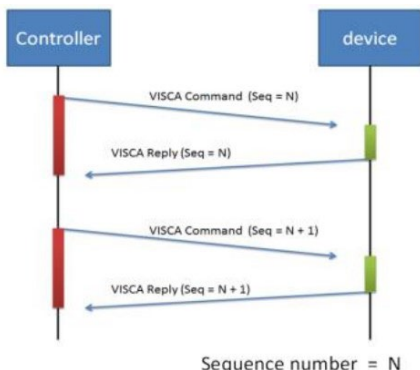 Controller
device
VISCA Command (Seq = N)
VISCA Reply (Seq = N)
VISCA Command (Seq = N + 1)
VISCA Reply (Seq = N + 1)
Sequence number = N